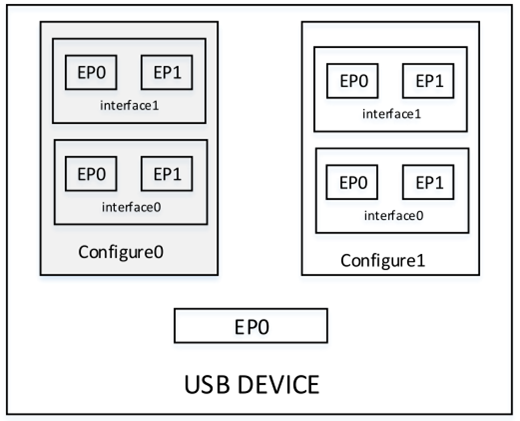 EP0 EP1
interface1
EP0 EP1
interface0
Configure0
EP0 EP1
interface1
EP0 EP1
interface0
Configure1
EP0
USB DEVICE